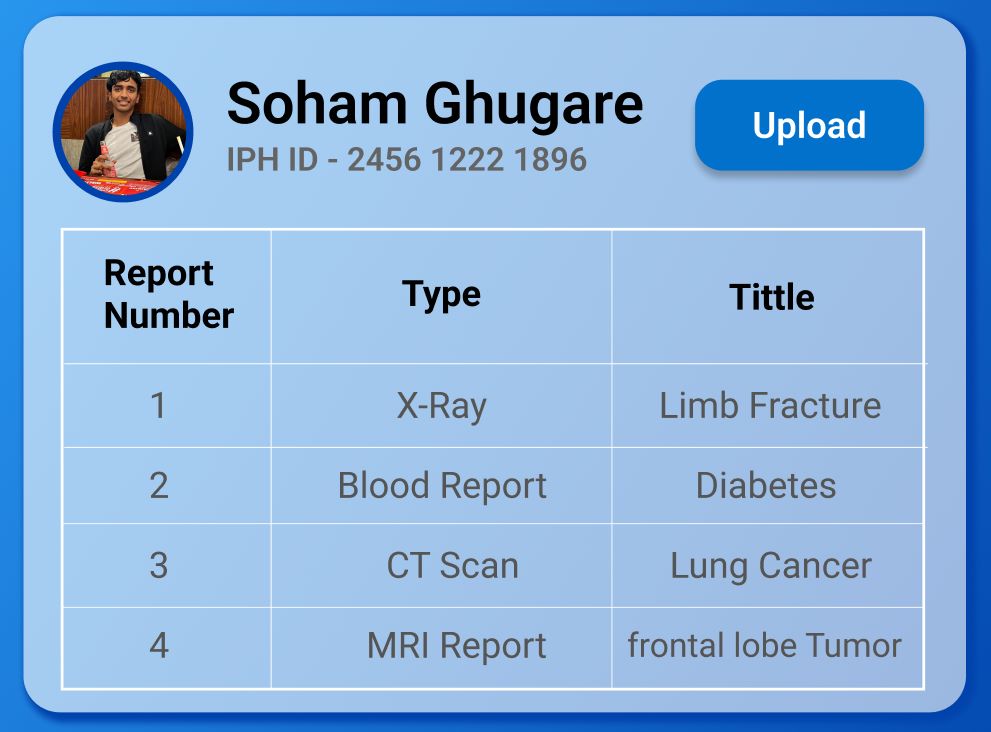 Soham Ghugare
IPH ID - 2456 1222 1896
Upload
Report
Number
Type
Tittle
1
X-Ray
Limb Fracture
2
Blood Report
Diabetes
3
CT Scan
Lung Cancer
4
MRI Report
frontal lobe Tumor